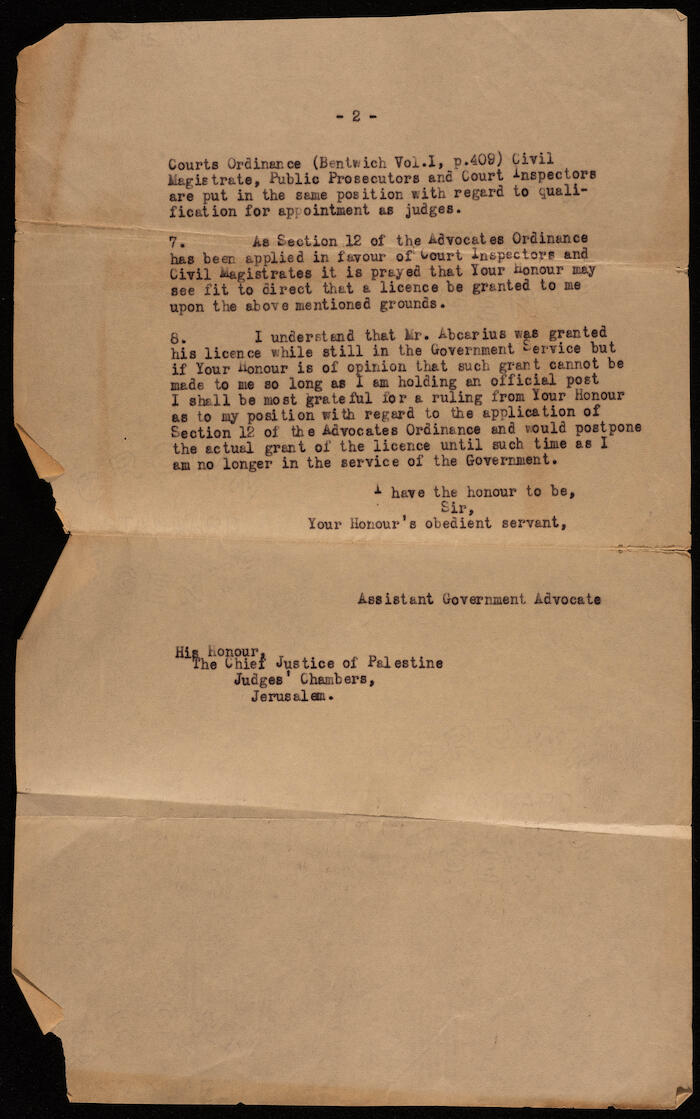 - 2 -
Courts Ordinance (Bentwich Vol.I, p.409) Civil
Magistrate, Public Prosecutors and Court Inspectors
are put in the same position with regard to quali-
fication for appointment as judges.
7. As Section 12 of the Advocates Ordinance
has been applied in favour of Court Inspectors and
Civil Magistrates it is prayed that Your Honour may
see fit to direct that a licence be granted to me
upon the above mentioned grounds.
8. I understand that Mr. Abcarius was granted
his licence while still in the Government Service but
if Your Honour is of opinion that such grant cannot be
made to me so long as I am holding an official post
I shall be most grateful for a ruling from Your Honour
as to my position with regard to the application of
Section 12 of the Advocates Ordinance and would postpone
the actual grant of the licence until such time as I
am no longer in the service of the Government.
I have the honour to be,
Sir,
Your Honour's obedient servant,
Assistant Government Advocate
His Honour,
The Chief Justice of Palestine
Judges' Chambers,
Jerusalem.